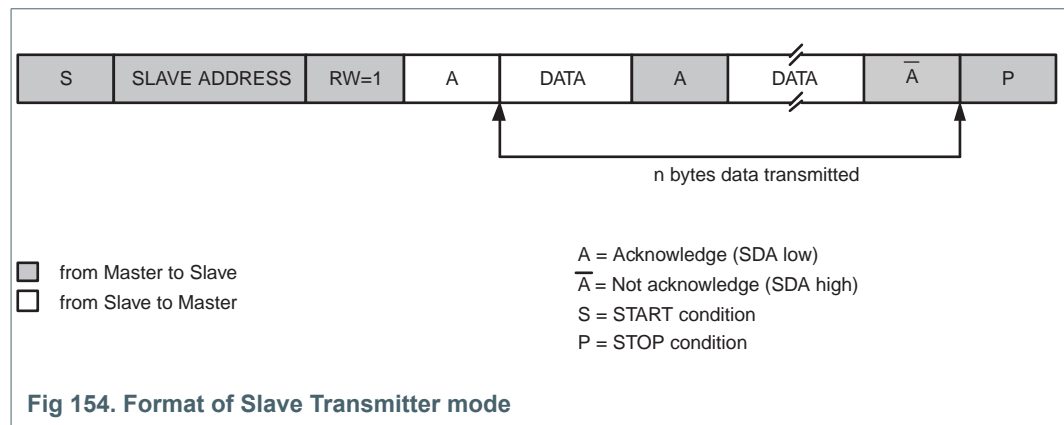 S SLAVE ADDRESS RW=1 A DATA A DATA A̅ P
n bytes data transmitted
from Master to Slave
from Slave to Master
A = Acknowledge (SDA low)
A̅ = Not acknowledge (SDA high)
S = START condition
P = STOP condition
Fig 154. Format of Slave Transmitter mode